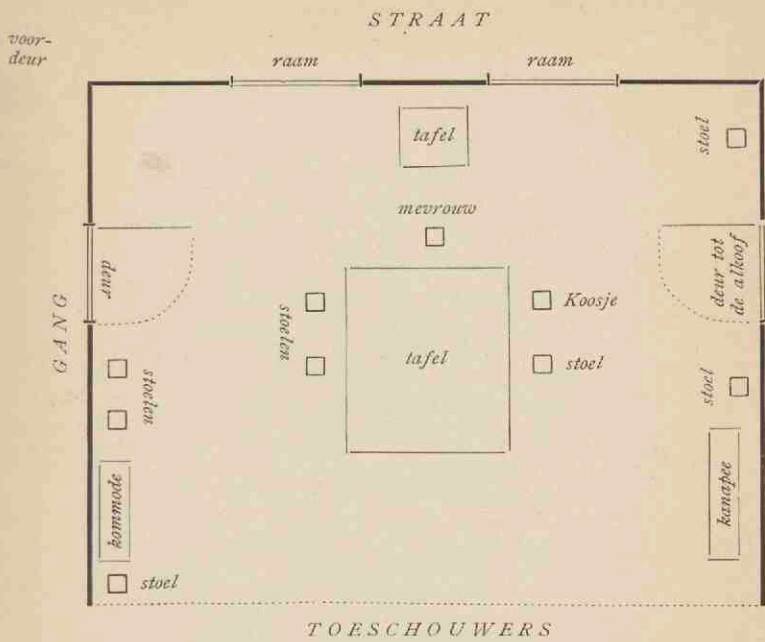 STRAAT
voor-
deur
raam
raam
tafel
stoel
mevrouw
deur
deur tot
de alkoof
GANG
stoelen
Koosje
tafel
stoel
stoelen
stoel
kommode
kanapee
stoel
TOESCHOUWERS